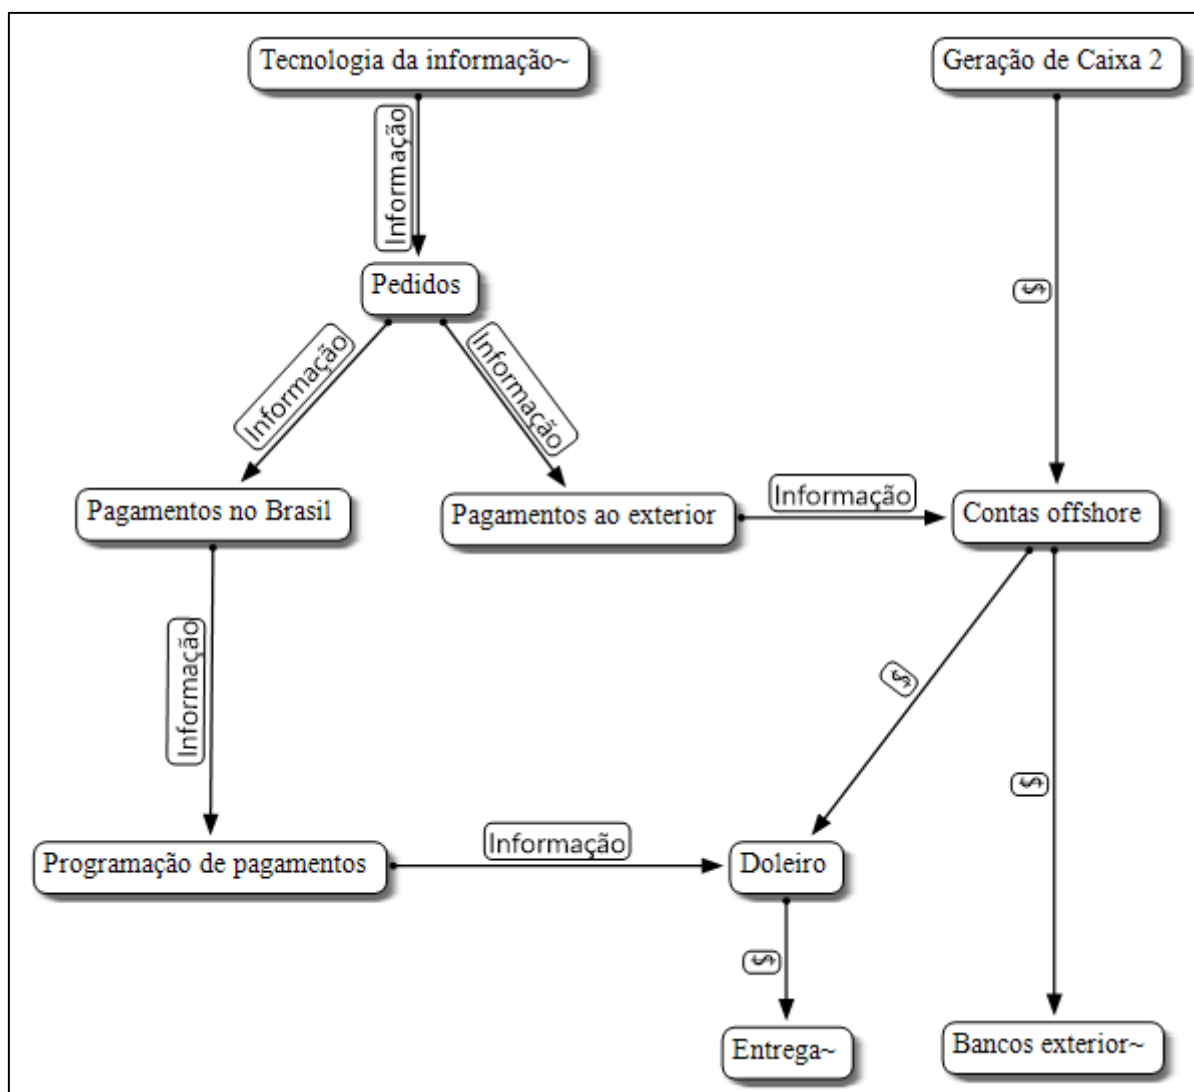 Tecnologia da informação~
Geração de Caixa 2
Informação
$
Pedidos
Informação
Informação
Pagamentos no Brasil
Pagamentos ao exterior
Informação
Contas offshore
Informação
$
$
Programação de pagamentos
Informação
Doleiro
$
Entrega~
Bancos exterior~